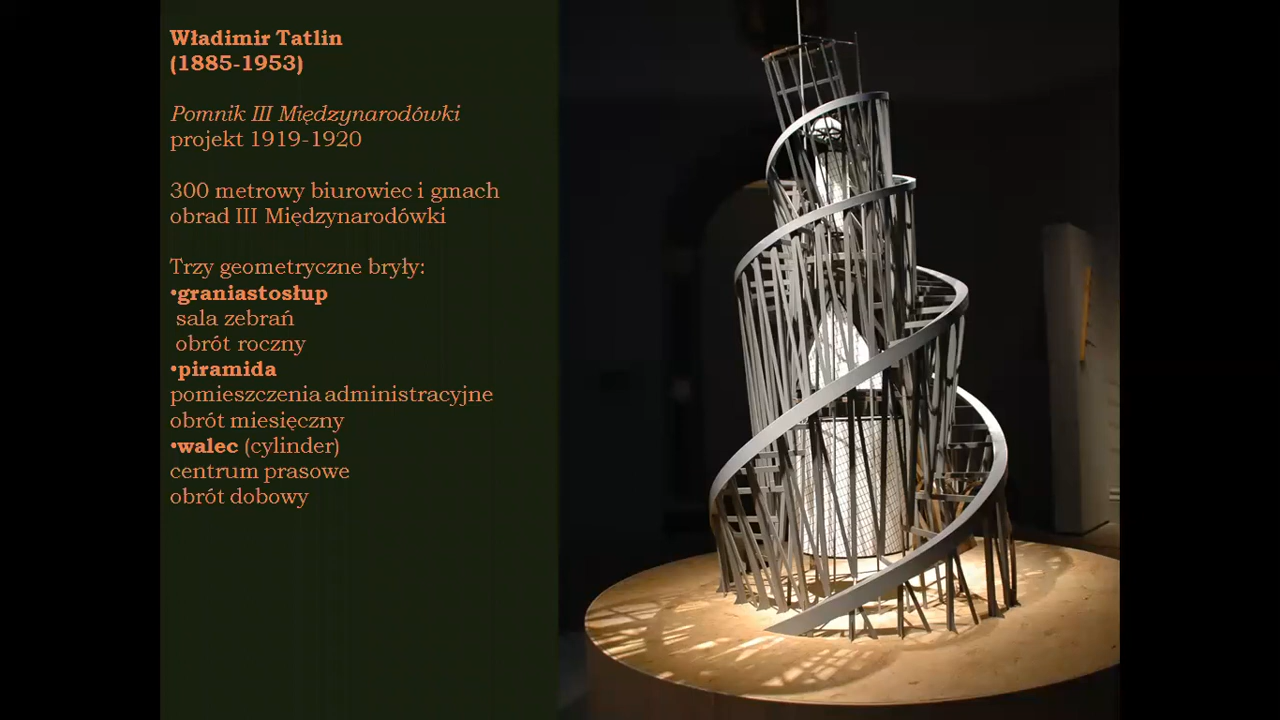 Władimir Tatlin
(1885-1953)
Pomnik III Międzynarodówki
projekt 1919-1920
300 metrowy biurowiec i gmach
obrad III Międzynarodówki
Trzy geometryczne bryły:
•graniastosłup
sala zebrań
obrót roczny
•piramida
pomieszczenia administracyjne
obrót miesięczny
•walec (cylinder)
centrum prasowe
obrót dobowy